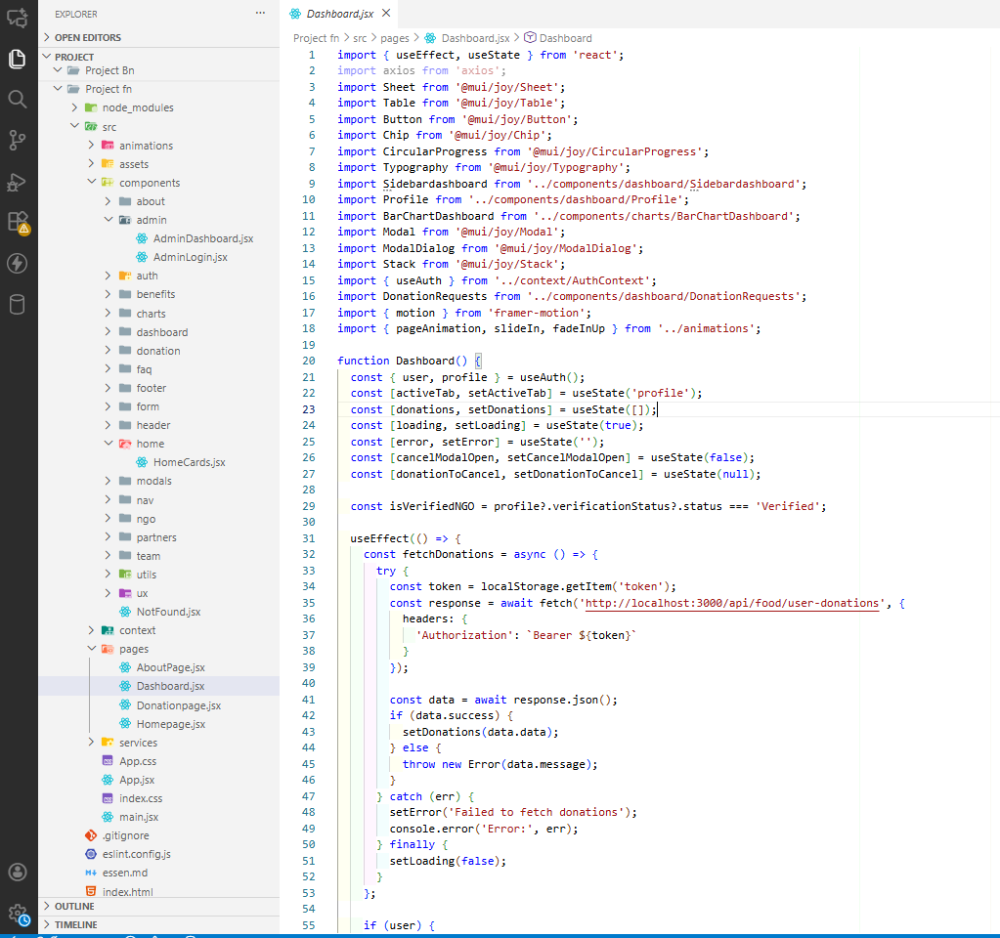 EXPLORER
···
OPEN EDITORS
PROJECT
Project Bn
Project fn
node_modules
src
animations
assets
components
about
admin
AdminDashboard.jsx
AdminLogin.jsx
auth
benefits
charts
dashboard
donation
faq
footer
form
header
home
HomeCards.jsx
modals
nav
ngo
partners
team
utils
ux
NotFound.jsx
context
pages
AboutPage.jsx
Dashboard.jsx
Donationpage.jsx
Homepage.jsx
services
App.css
App.jsx
index.css
main.jsx
.gitignore
eslint.config.js
essen.md
index.html
OUTLINE
TIMELINE
Dashboard.jsx
Project fn > src > pages > Dashboard.jsx > Dashboard
1 import { useEffect, useState } from 'react';
2 import axios from 'axios';
3 import Sheet from '@mui/joy/Sheet';
4 import Table from '@mui/joy/Table';
5 import Button from '@mui/joy/Button';
6 import Chip from '@mui/joy/Chip';
7 import CircularProgress from '@mui/joy/CircularProgress';
8 import Typography from '@mui/joy/Typography';
9 import Sidebardashboard from '../components/dashboard/Sidebardashboard';
10 import Profile from '../components/dashboard/Profile';
11 import BarChartDashboard from '../components/charts/BarChartDashboard';
12 import Modal from '@mui/joy/Modal';
13 import ModalDialog from '@mui/joy/ModalDialog';
14 import Stack from '@mui/joy/Stack';
15 import { useAuth } from '../context/AuthContext';
16 import DonationRequests from '../components/dashboard/DonationRequests';
17 import { motion } from 'framer-motion';
18 import { pageAnimation, slideIn, fadeInUp } from '../animations';
19
20 function Dashboard() {
21 const { user, profile } = useAuth();
22 const [activeTab, setActiveTab] = useState('profile');
23 const [donations, setDonations] = useState([]);
24 const [loading, setLoading] = useState(true);
25 const [error, setError] = useState('');
26 const [cancelModalOpen, setCancelModalOpen] = useState(false);
27 const [donationToCancel, setDonationToCancel] = useState(null);
28
29 const isVerifiedNGO = profile?.verificationStatus?.status === 'Verified';
30
31 useEffect(() => {
32 const fetchDonations = async () => {
33 try {
34 const token = localStorage.getItem('token');
35 const response = await fetch('http://localhost:3000/api/food/user-donations', {
36 headers: {
37 'Authorization': `Bearer ${token}`
38 }
39 });
40
41 const data = await response.json();
42 if (data.success) {
43 setDonations(data.data);
44 } else {
45 throw new Error(data.message);
46 }
47 } catch (err) {
48 setError('Failed to fetch donations');
49 console.error('Error:', err);
50 } finally {
51 setLoading(false);
52 }
53 };
54
55 if (user) {